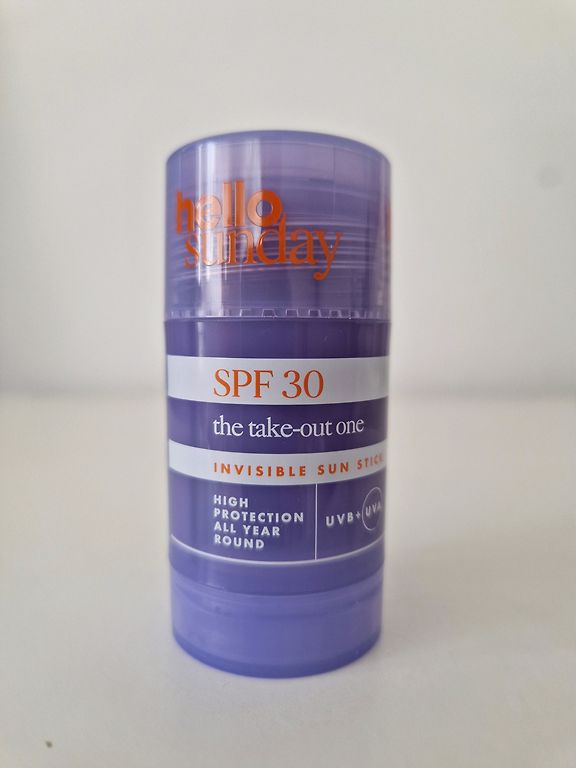 hello
sunday
SPF 30
the take-out one
INVISIBLE SUN STICK
HIGH
PROTECTION
ALL YEAR
ROUND
UVB+ UVA